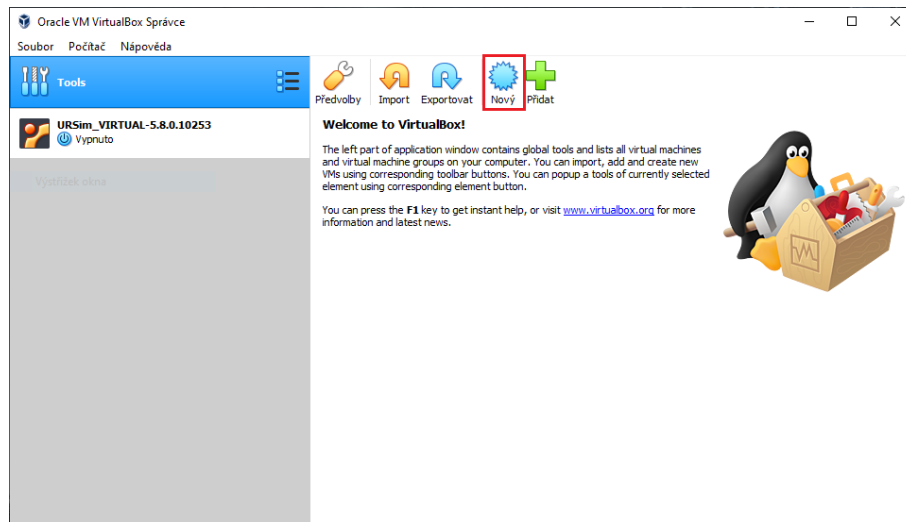 Oracle VM VirtualBox Správce
Soubor Počítač Nápověda
Tools
Předvolby Import Exportovat Nový Přidat
URSim_VIRTUAL-5.8.0.10253
Vypnuto
Výstřižek okna
Welcome to VirtualBox!
The left part of application window contains global tools and lists all virtual machines
and virtual machine groups on your computer. You can import, add and create new
VMs using corresponding toolbar buttons. You can popup a tools of currently selected
element using corresponding element button.
You can press the F1 key to get instant help, or visit www.virtualbox.org for more
information and latest news.